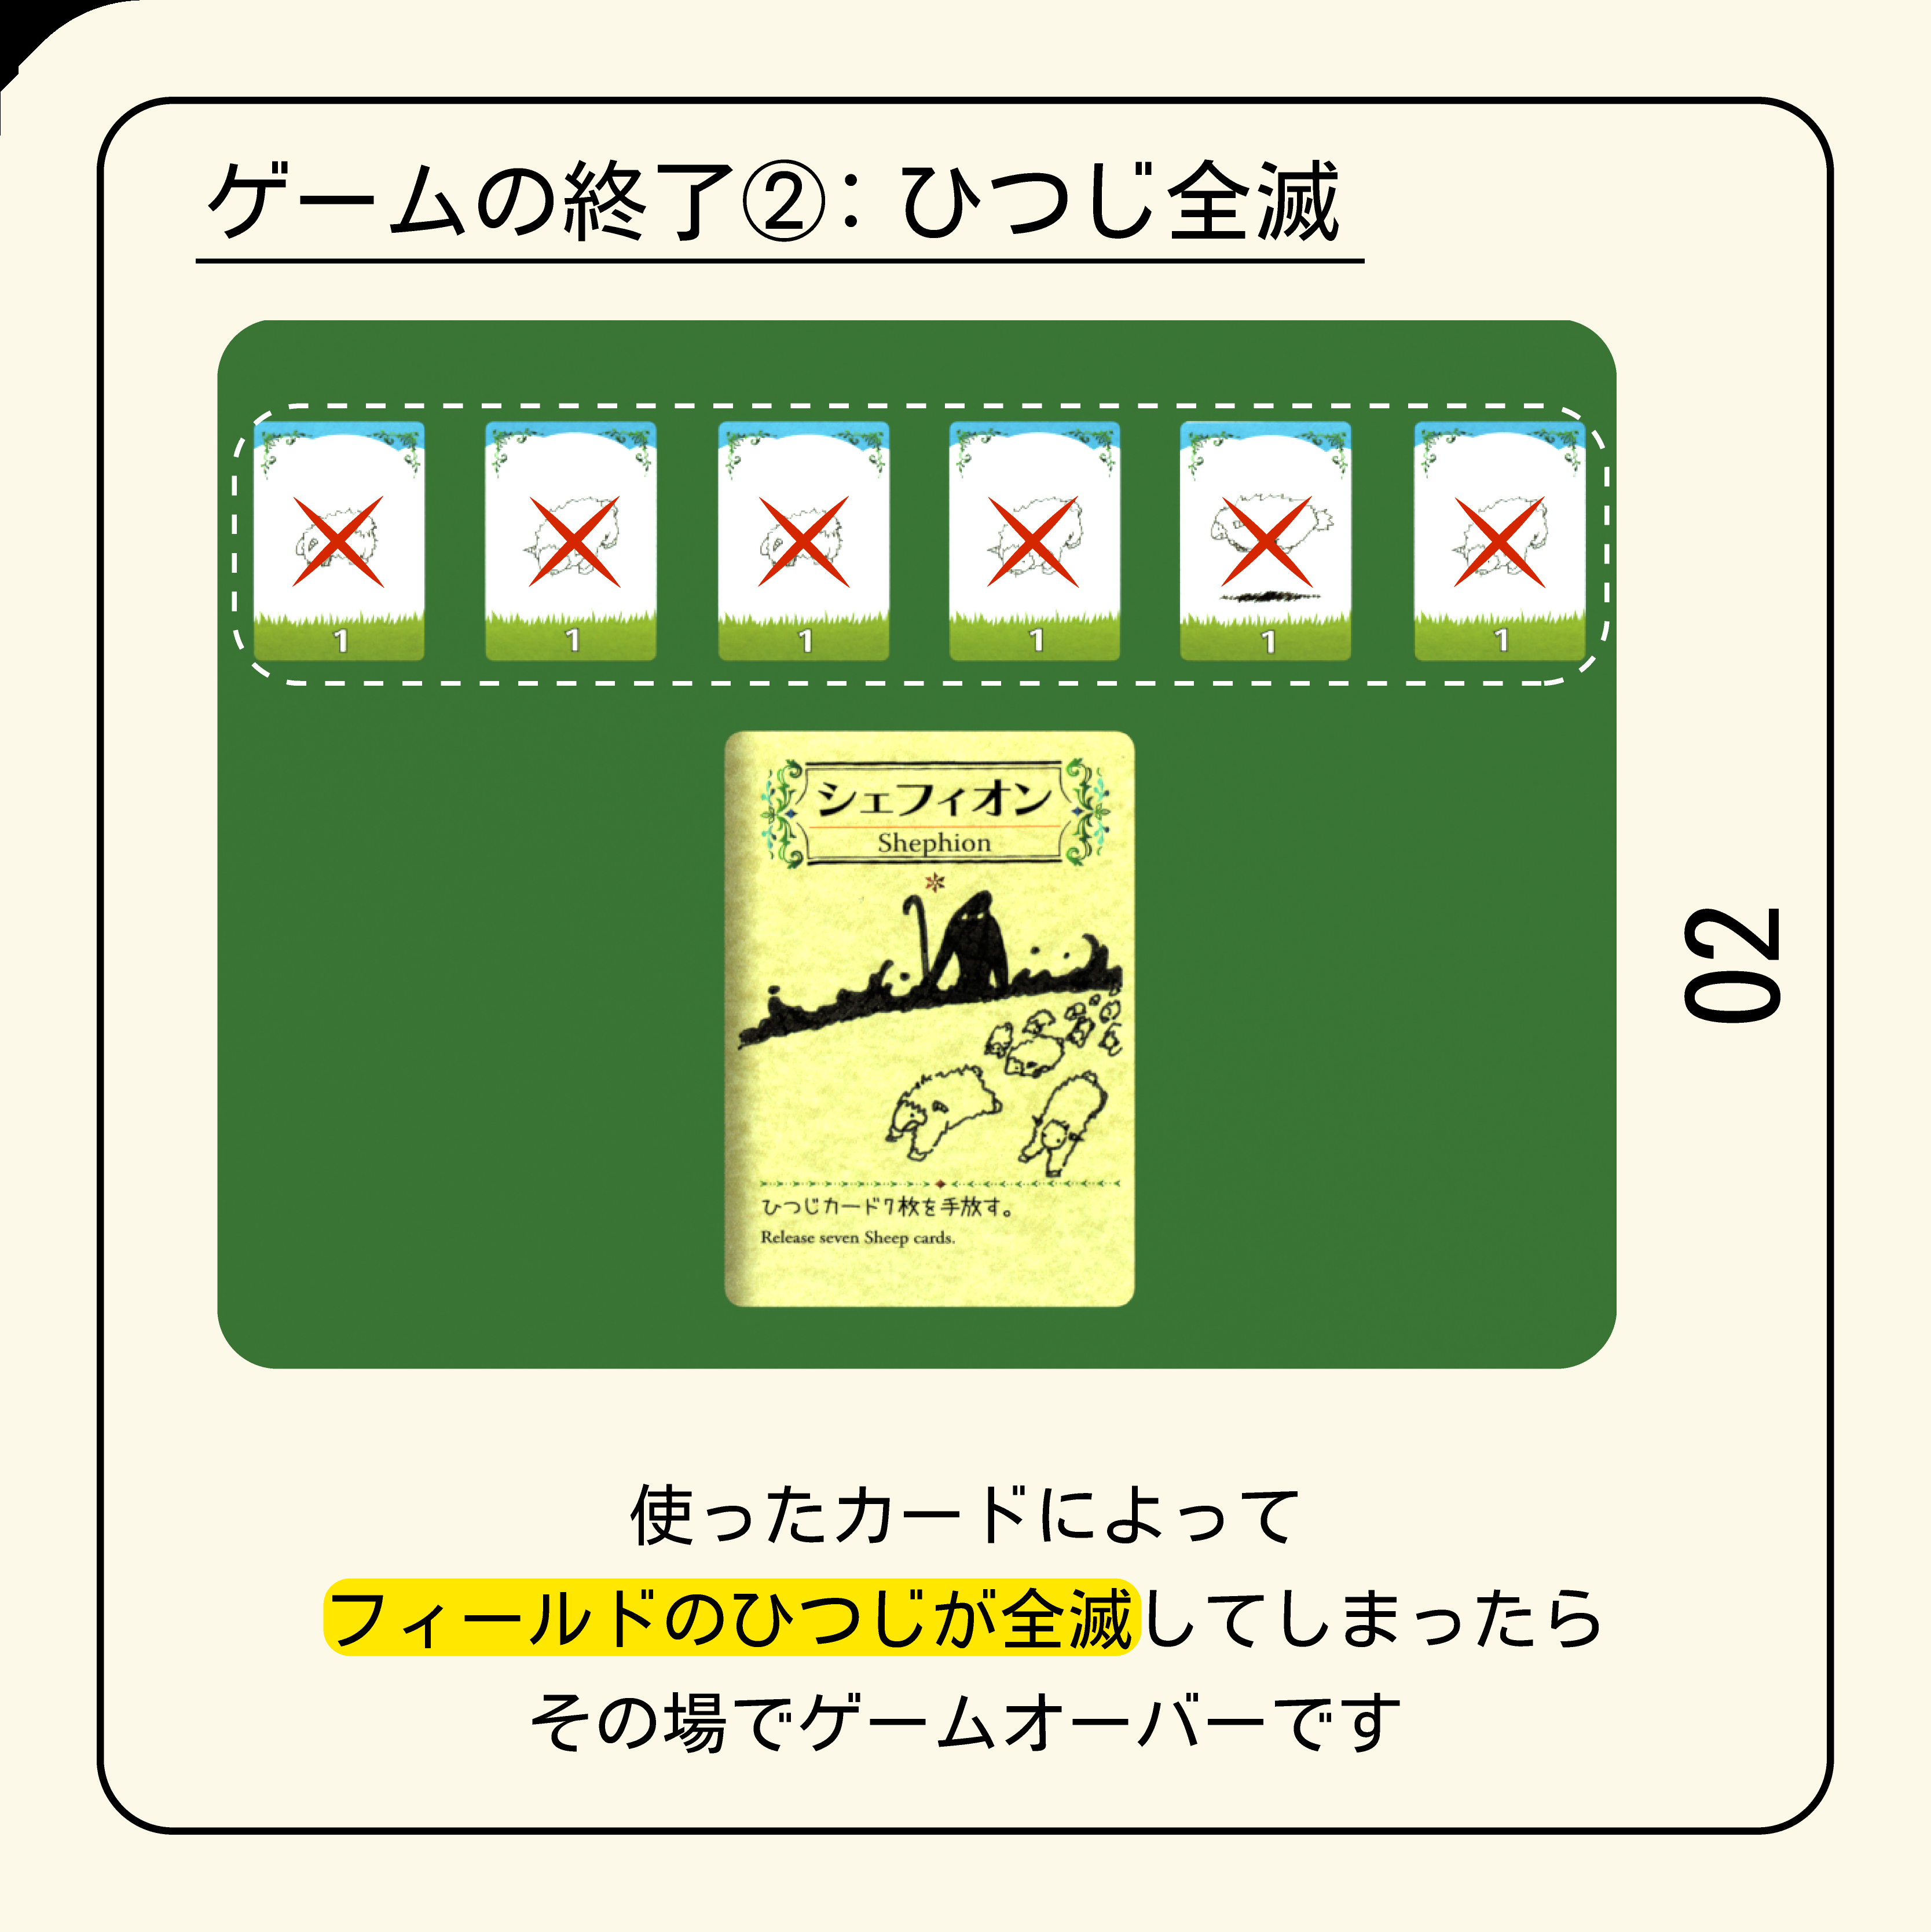 ゲームの終了②：ひつじ全滅
1 1 1 1 1 1
シェフィオン
Shephion
ひつじカード7枚を手放す。
Release seven Sheep cards.
02
使ったカードによって
フィールドのひつじが全滅してしまったら
その場でゲームオーバーです